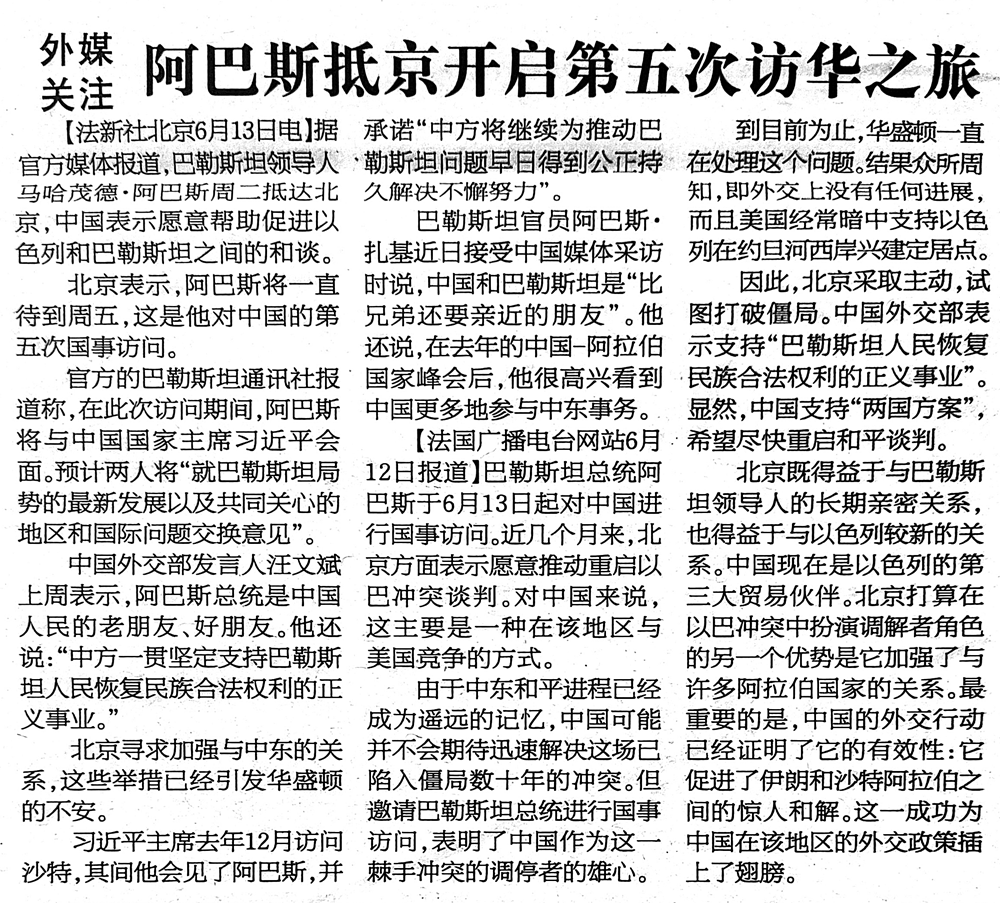 外媒
关注
阿巴斯抵京开启第五次访华之旅
【法新社北京6月13日电】据
官方媒体报道，巴勒斯坦领导人
马哈茂德·阿巴斯周二抵达北
京，中国表示愿意帮助促进以
色列和巴勒斯坦之间的和谈。
北京表示，阿巴斯将一直
待到周五，这是他对中国的第
五次国事访问。
官方的巴勒斯坦通讯社报
道称，在此次访问期间，阿巴斯
将与中国国家主席习近平会
面。预计两人将“就巴勒斯坦局
势的最新发展以及共同关心的
地区和国际问题交换意见”。
中国外交部发言人汪文斌
上周表示，阿巴斯总统是中国
人民的老朋友、好朋友。他还
说：“中方一贯坚定支持巴勒斯
坦人民恢复民族合法权利的正
义事业。”
北京寻求加强与中东的关
系，这些举措已经引发华盛顿
的不安。
习近平主席去年12月访问
沙特，其间他会见了阿巴斯，并
承诺“中方将继续为推动巴
勒斯坦问题早日得到公正持
久解决不懈努力”。
巴勒斯坦官员阿巴斯·
扎基近日接受中国媒体采访
时说，中国和巴勒斯坦是“比
兄弟还要亲近的朋友”。他
还说，在去年的中国-阿拉伯
国家峰会后，他很高兴看到
中国更多地参与中东事务。
【法国广播电台网站6月
12日报道】巴勒斯坦总统阿
巴斯于6月13日起对中国进
行国事访问。近几个月来，北
京方面表示愿意推动重启以
巴冲突谈判。对中国来说，
这主要是一种在该地区与
美国竞争的方式。
由于中东和平进程已经
成为遥远的记忆，中国可能
并不会期待迅速解决这场已
陷入僵局数十年的冲突。但
邀请巴勒斯坦总统进行国事
访问，表明了中国作为这一
棘手冲突的调停者的雄心。
到目前为止，华盛顿一直
在处理这个问题。结果众所周
知，即外交上没有任何进展，
而且美国经常暗中支持以色
列在约旦河西岸兴建定居点。
因此，北京采取主动，试
图打破僵局。中国外交部表
示支持“巴勒斯坦人民恢复
民族合法权利的正义事业”。
显然，中国支持“两国方案”，
希望尽快重启和平谈判。
北京既得益于与巴勒斯
坦领导人的长期亲密关系，
也得益于与以色列较新的关
系。中国现在是以色列的第
三大贸易伙伴。北京打算在
以巴冲突中扮演调解者角色
的另一个优势是它加强了与
许多阿拉伯国家的关系。最
重要的是，中国的外交行动
已经证明了它的有效性：它
促进了伊朗和沙特阿拉伯之
间的惊人和解。这一成功为
中国在该地区的外交政策插
上了翅膀。